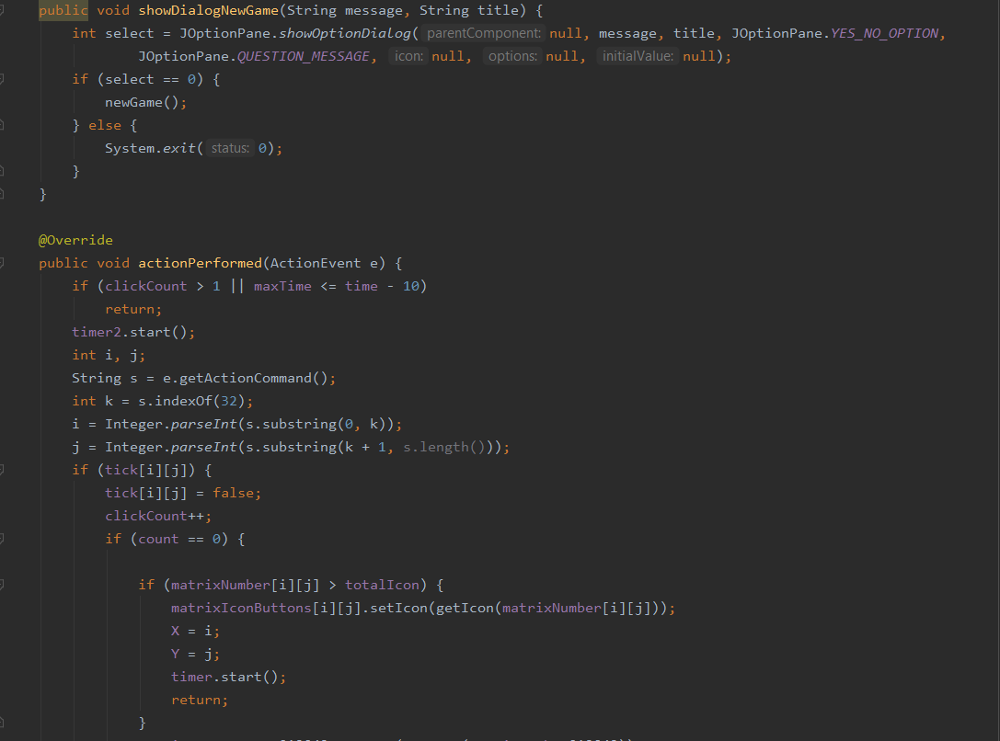 public void showDialogNewGame(String message, String title) {
int select = JOptionPane.showOptionDialog( parentComponent: null, message, title, JOptionPane.YES_NO_OPTION,
JOptionPane.QUESTION_MESSAGE, icon: null, options: null, initialValue: null);
if (select == 0) {
newGame();
} else {
System.exit( status: 0);
}
}
@Override
public void actionPerformed(ActionEvent e) {
if (clickCount > 1 || maxTime <= time - 10)
return;
timer2.start();
int i, j;
String s = e.getActionCommand();
int k = s.indexOf(32);
i = Integer.parseInt(s.substring(0, k));
j = Integer.parseInt(s.substring(k + 1, s.length()));
if (tick[i][j]) {
tick[i][j] = false;
clickCount++;
if (count == 0) {
if (matrixNumber[i][j] > totalIcon) {
matrixIconButtons[i][j].setIcon(getIcon(matrixNumber[i][j]));
X = i;
Y = j;
timer.start();
return;
}